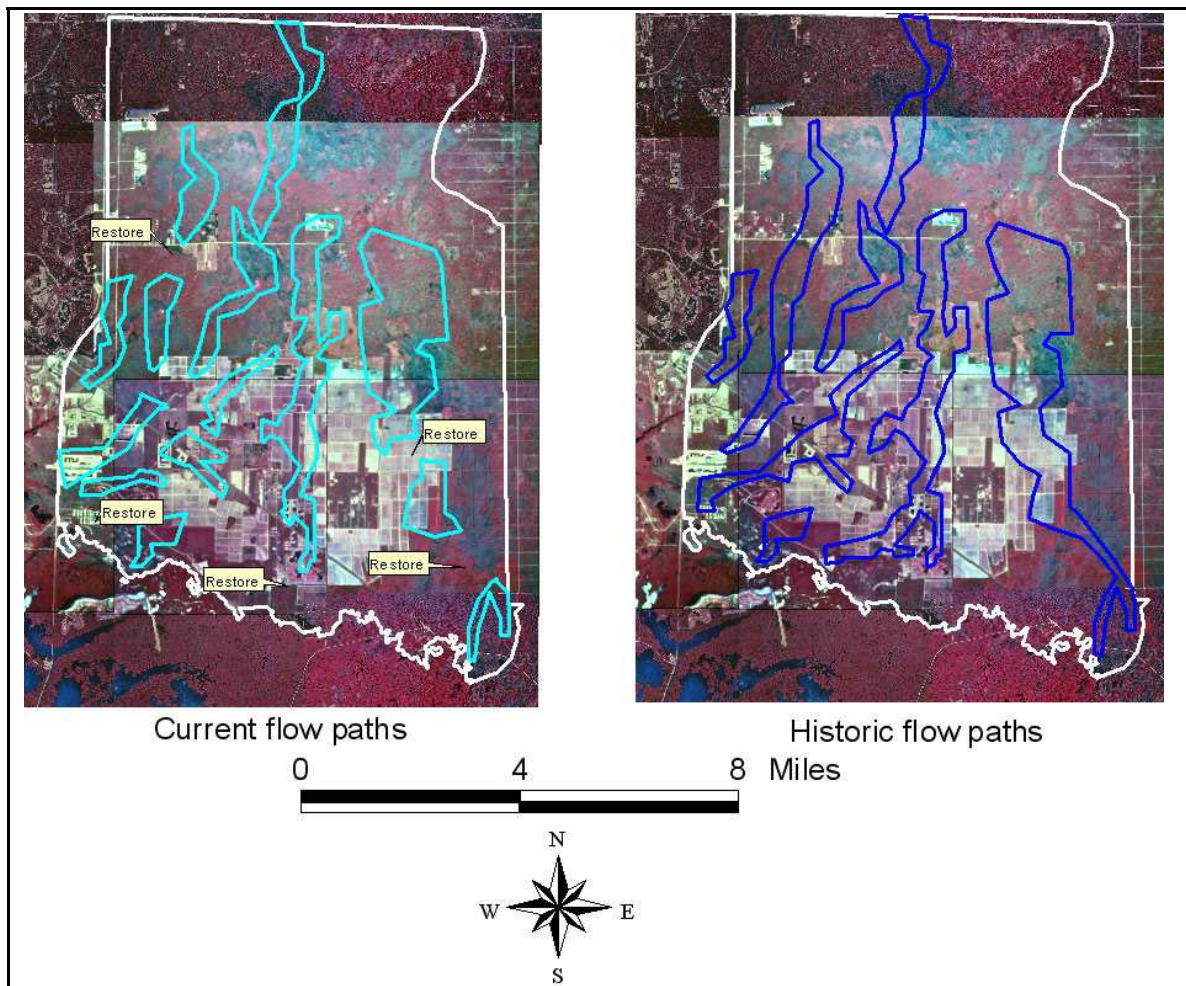 Restore
Restore
Restore
Restore
Restore
Current flow paths
Historic flow paths
0 4 8 Miles
N
W E
S